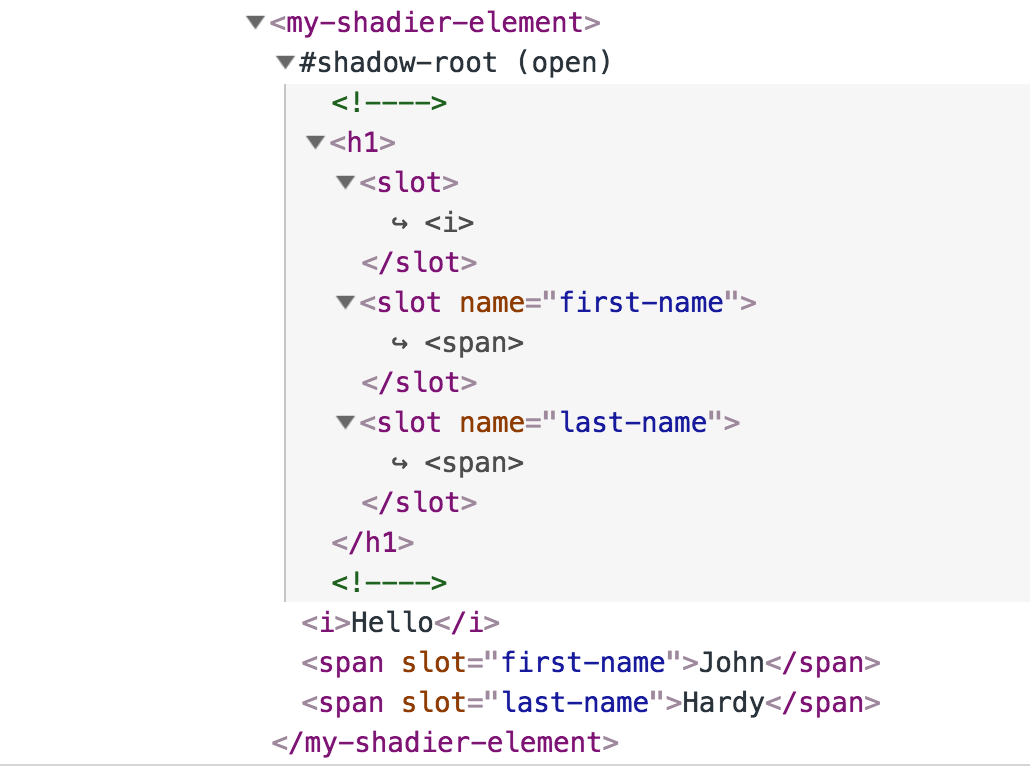 ▼<my-shadier-element>
▼#shadow-root (open)
<!---->
▼<h1>
▼<slot>
↪ <i>
</slot>
▼<slot name="first-name">
↪ <span>
</slot>
▼<slot name="last-name">
↪ <span>
</slot>
</h1>
<!---->
<i>Hello</i>
<span slot="first-name">John</span>
<span slot="last-name">Hardy</span>
</my-shadier-element>